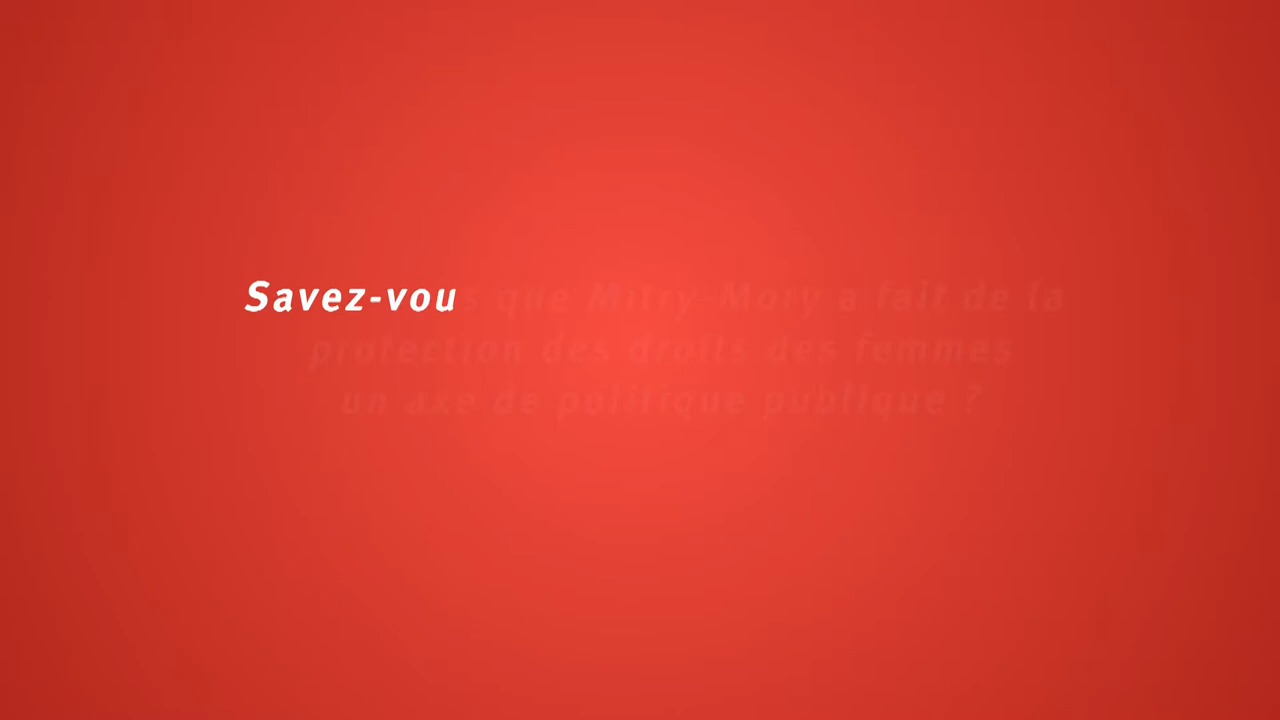 Savez-vous que Mitry-Mory a fait de la
protection des droits des femmes
un axe de politique publique ?